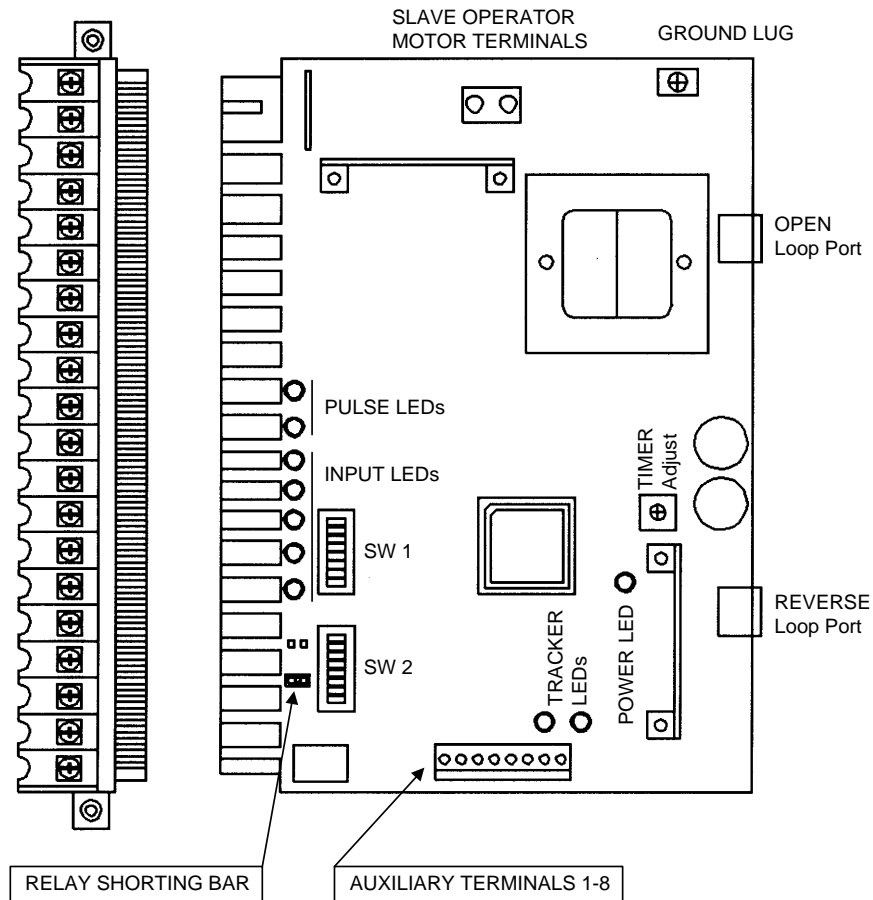 SLAVE OPERATOR
MOTOR TERMINALS
GROUND LUG
OPEN
Loop Port
PULSE LEDs
INPUT LEDs
TIMER
Adjust
SW 1
REVERSE
Loop Port
SW 2
TRACKER
LEDs
POWER LED
RELAY SHORTING BAR
AUXILIARY TERMINALS 1-8